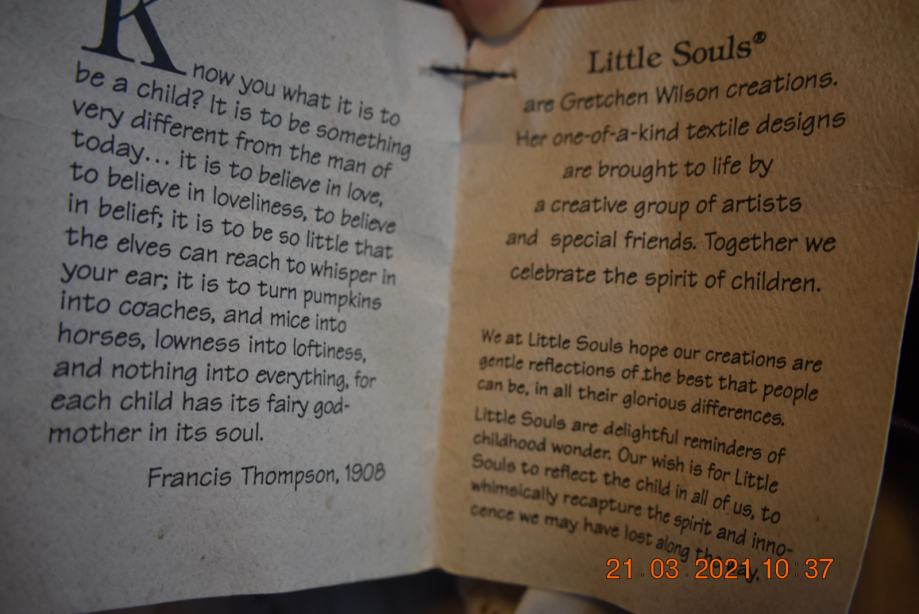 Know you what it is to
be a child? It is to be something
very different from the man of
today... it is to believe in love,
to believe in loveliness, to believe
in belief; it is to be so little that
the elves can reach to whisper in
your ear; it is to turn pumpkins
into coaches, and mice into
horses, lowness into loftiness,
and nothing into everything, for
each child has its fairy god-
mother in its soul.
Francis Thompson, 1908
Little Souls®
are Gretchen Wilson creations.
Her one-of-a-kind textile designs
are brought to life by
a creative group of artists
and special friends. Together we
celebrate the spirit of children.
We at Little Souls hope our creations are
gentle reflections of the best that people
can be, in all their glorious differences.
Little Souls are delightful reminders of
childhood wonder. Our wish is for Little
Souls to reflect the child in all of us, to
whimsically recapture the spirit and inno-
cence we may have lost along the way.
21 03 2021 10 37